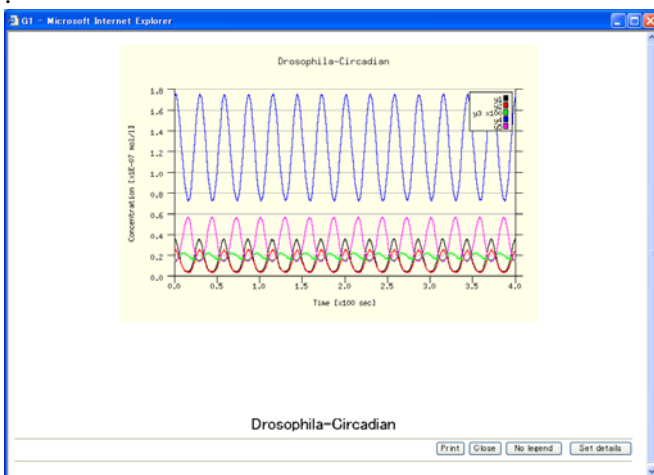 G1 - Microsoft Internet Explorer
Drosophila-Circadian
Concentration [x1E-07 mol/l]
1.8
1.6
1.4
1.2
1.0
0.8
0.6
0.4
0.2
0.0
y3 x100
0.0 0.5 1.0 1.5 2.0 2.5 3.0 3.5 4.0
Time [x100 sec]
Drosophila-Circadian
Print Close No legend Set details